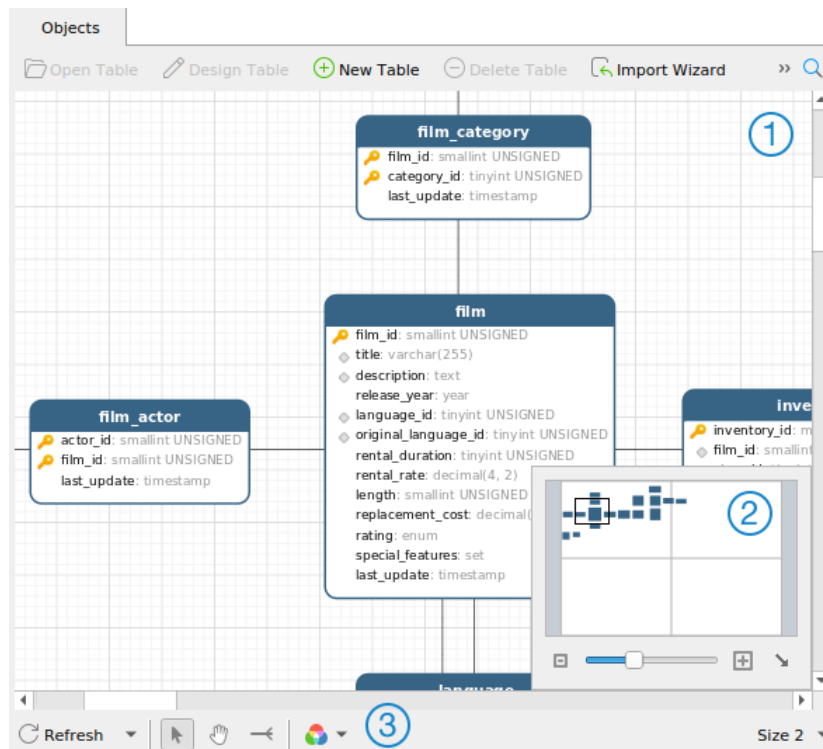 Objects
Open Table Design Table New Table Delete Table Import Wizard »
1
film_category
film_id: smallint UNSIGNED
category_id: tinyint UNSIGNED
last_update: timestamp
film
film_id: smallint UNSIGNED
title: varchar(255)
description: text
release_year: year
language_id: tinyint UNSIGNED
original_language_id: tinyint UNSIGNED
rental_duration: tinyint UNSIGNED
rental_rate: decimal(4, 2)
length: smallint UNSIGNED
replacement_cost: decimal(
rating: enum
special_features: set
last_update: timestamp
film_actor
actor_id: smallint UNSIGNED
film_id: smallint UNSIGNED
last_update: timestamp
inve
inventory_id: m
film_id: smallint
2
language
Refresh
3
Size 2